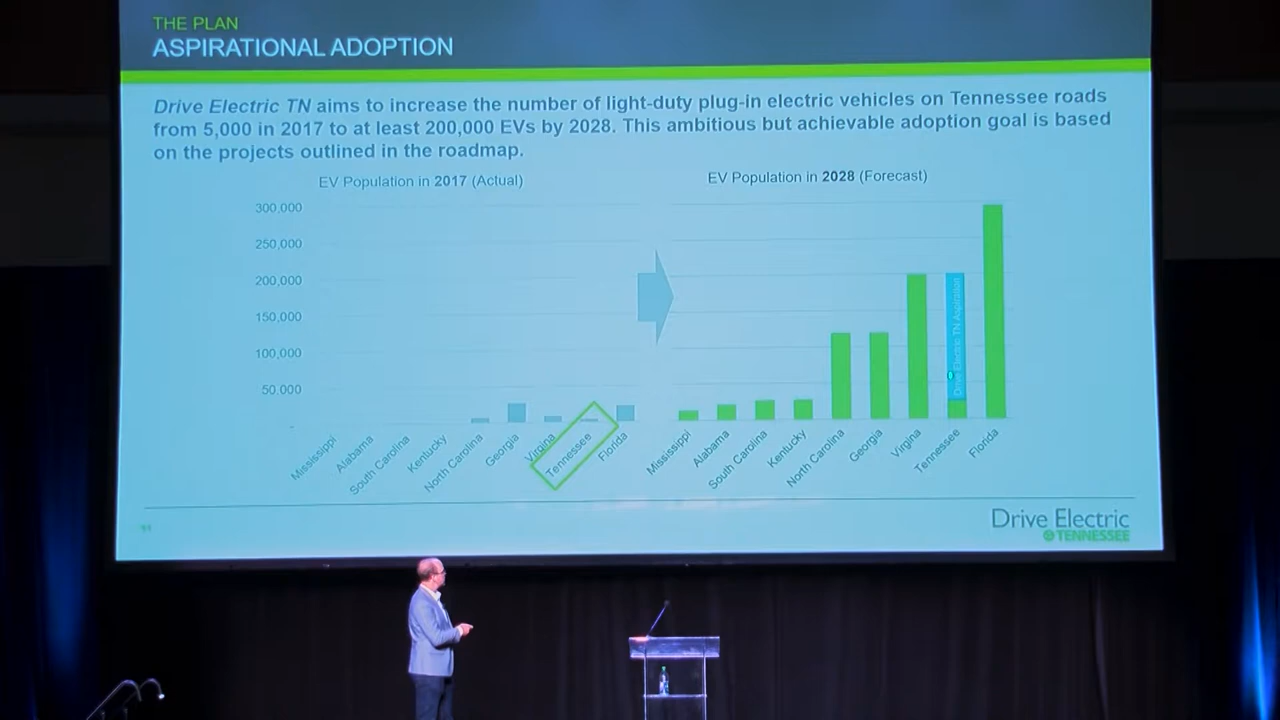 THE PLAN
ASPIRATIONAL ADOPTION
Drive Electric TN aims to increase the number of light-duty plug-in electric vehicles on Tennessee roads
from 5,000 in 2017 to at least 200,000 EVs by 2028. This ambitious but achievable adoption goal is based
on the projects outlined in the roadmap.
EV Population in 2017 (Actual)
300,000
250,000
200,000
150,000
100,000
50.000
Mississippi
Alabama
South Carolina
Kentucky
North Carolina
Georgia
Virginia
Tennessee
Florida
EV Population in 2028 (Forecast)
Drive Electric TN Aspiration
Mississippi
Alabama
South Carolina
Kentucky
North Carolina
Georgia
Virgina
Tennessee
Florida
Drive Electric
TENNESSEE